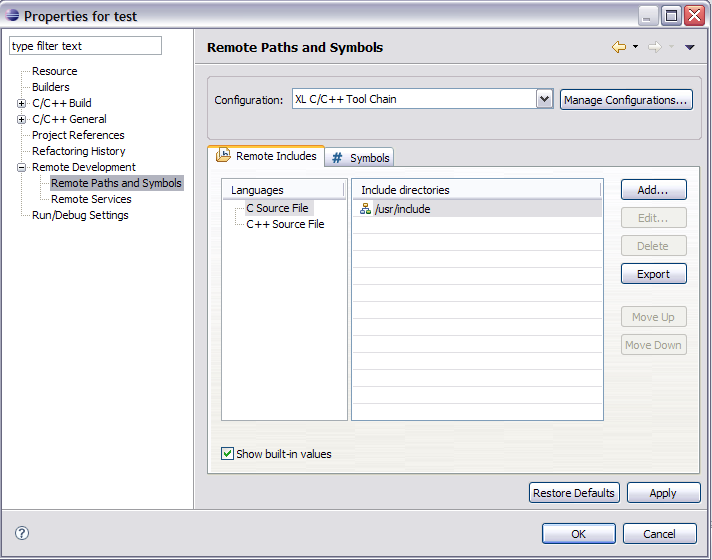 Properties for test
type filter text
Resource
Builders
C/C++ Build
C/C++ General
Project References
Refactoring History
Remote Development
Remote Paths and Symbols
Remote Services
Run/Debug Settings
Remote Paths and Symbols
Configuration: XL C/C++ Tool Chain Manage Configurations...
Remote Includes # Symbols
Languages Include directories
C Source File /usr/include
C++ Source File
Add...
Edit...
Delete
Export
Move Up
Move Down
Show built-in values
Restore Defaults Apply
? OK Cancel